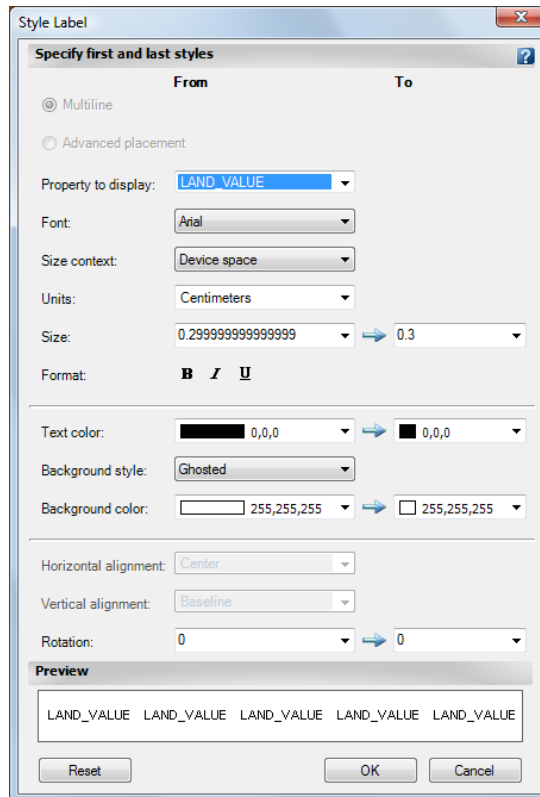 Style Label
Specify first and last styles
From To
Multiline
Advanced placement
Property to display: LAND_VALUE
Font: Arial
Size context: Device space
Units: Centimeters
Size: 0.299999999999999 0.3
Format: B I U
Text color: 0,0,0 0,0,0
Background style: Ghosted
Background color: 255,255,255 255,255,255
Horizontal alignment: Center
Vertical alignment: Baseline
Rotation: 0 0
Preview
LAND_VALUE LAND_VALUE LAND_VALUE LAND_VALUE LAND_VALUE
Reset OK Cancel